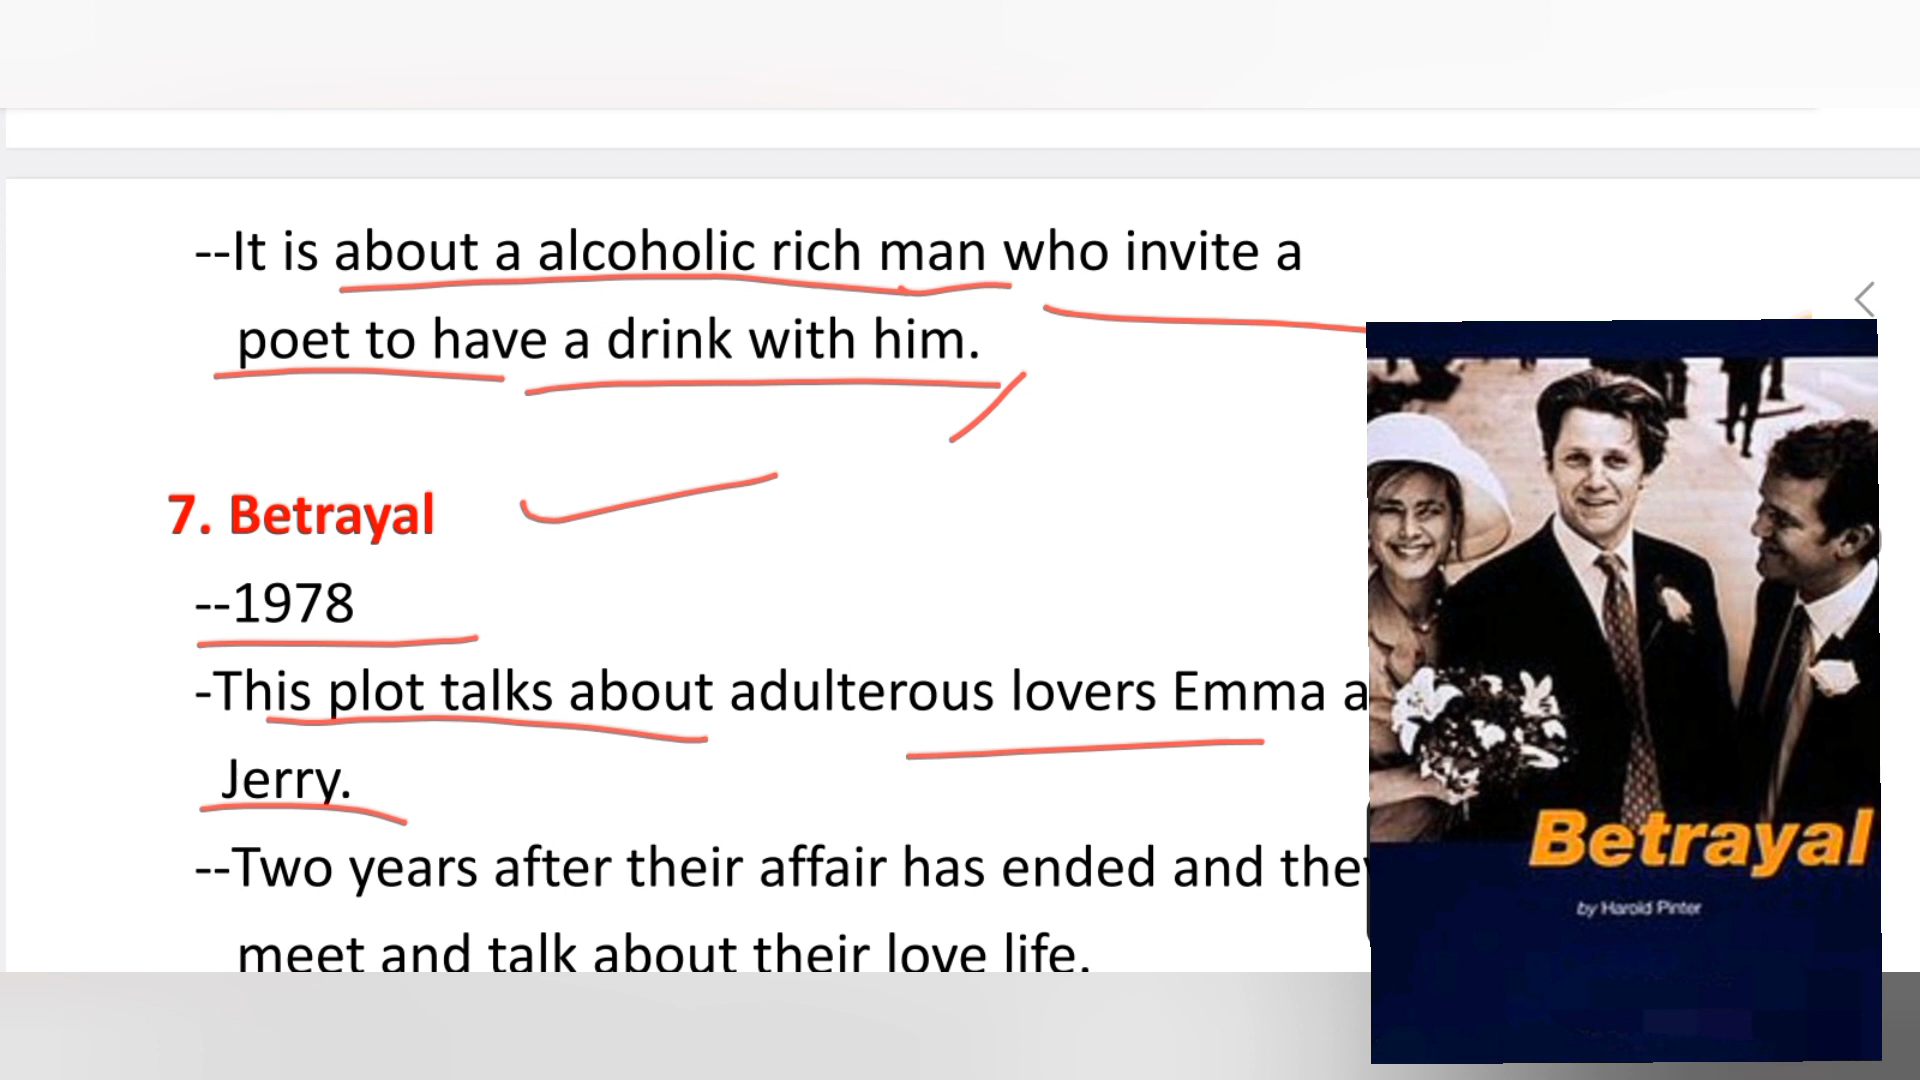 --It is about a alcoholic rich man who invite a
poet to have a drink with him.
7. Betrayal
--1978
-This plot talks about adulterous lovers Emma a
Jerry.
--Two years after their affair has ended and they
meet and talk about their love life.
Betrayal
by Harold Pinter